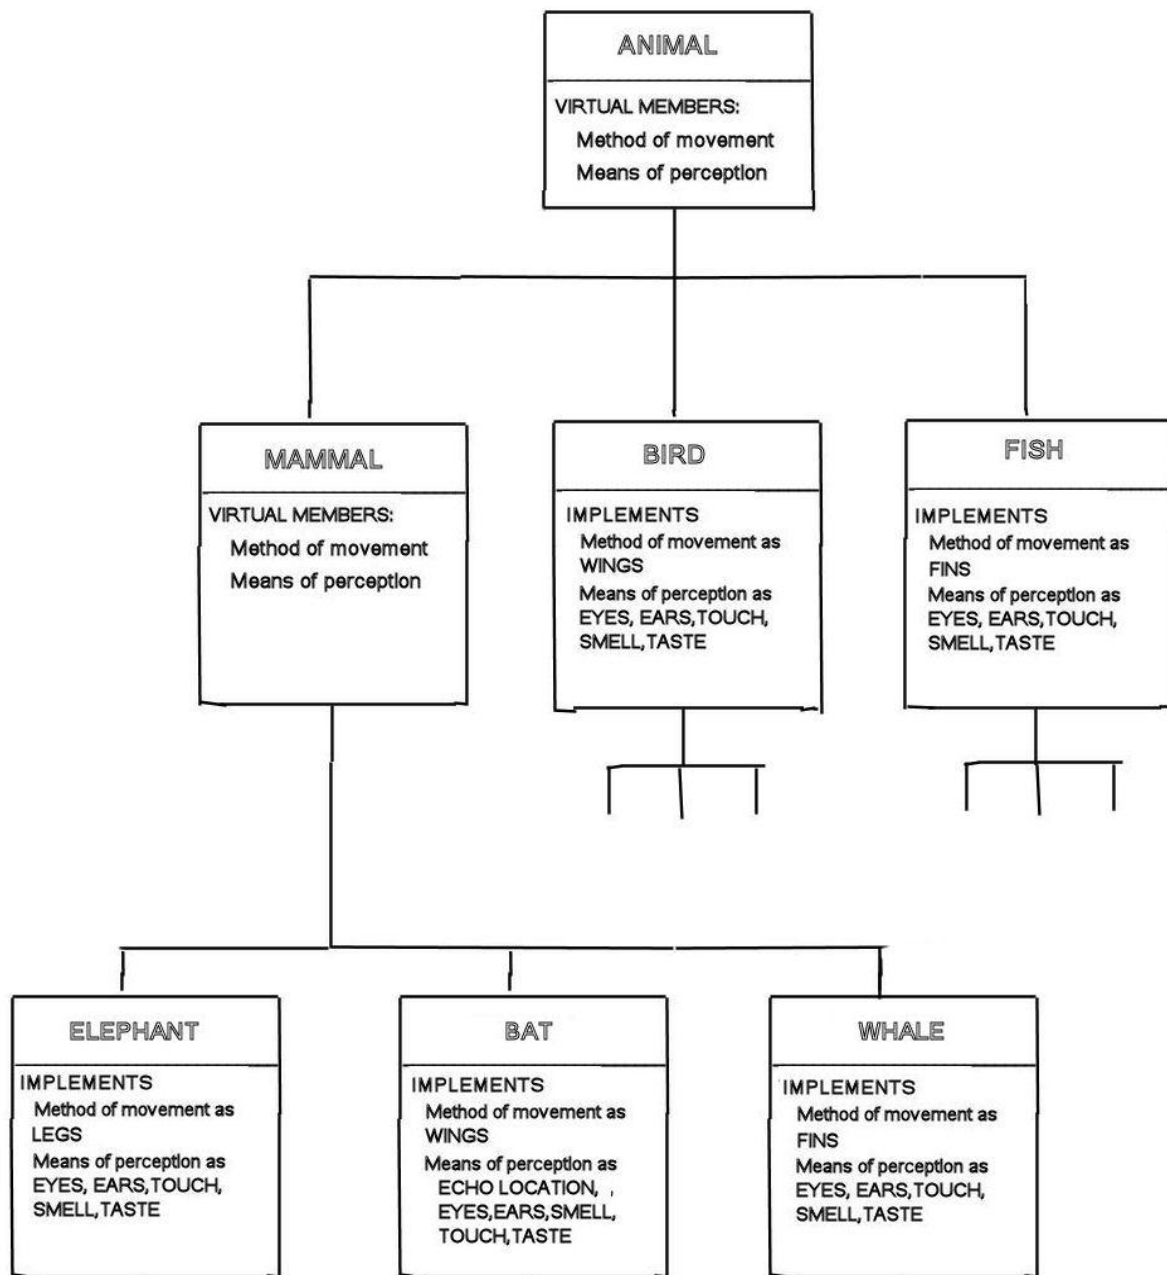 ANIMAL
VIRTUAL MEMBERS:
Method of movement
Means of perception
MAMMAL
VIRTUAL MEMBERS:
Method of movement
Means of perception
BIRD
IMPLEMENTS
Method of movement as
WINGS
Means of perception as
EYES, EARS,TOUCH,
SMELL,TASTE
FISH
IMPLEMENTS
Method of movement as
FINS
Means of perception as
EYES, EARS,TOUCH,
SMELL,TASTE
ELEPHANT
IMPLEMENTS
Method of movement as
LEGS
Means of perception as
EYES, EARS,TOUCH,
SMELL,TASTE
BAT
IMPLEMENTS
Method of movement as
WINGS
Means of perception as
ECHO LOCATION, ,
EYES,EARS,SMELL,
TOUCH,TASTE
WHALE
IMPLEMENTS
Method of movement as
FINS
Means of perception as
EYES, EARS,TOUCH,
SMELL,TASTE